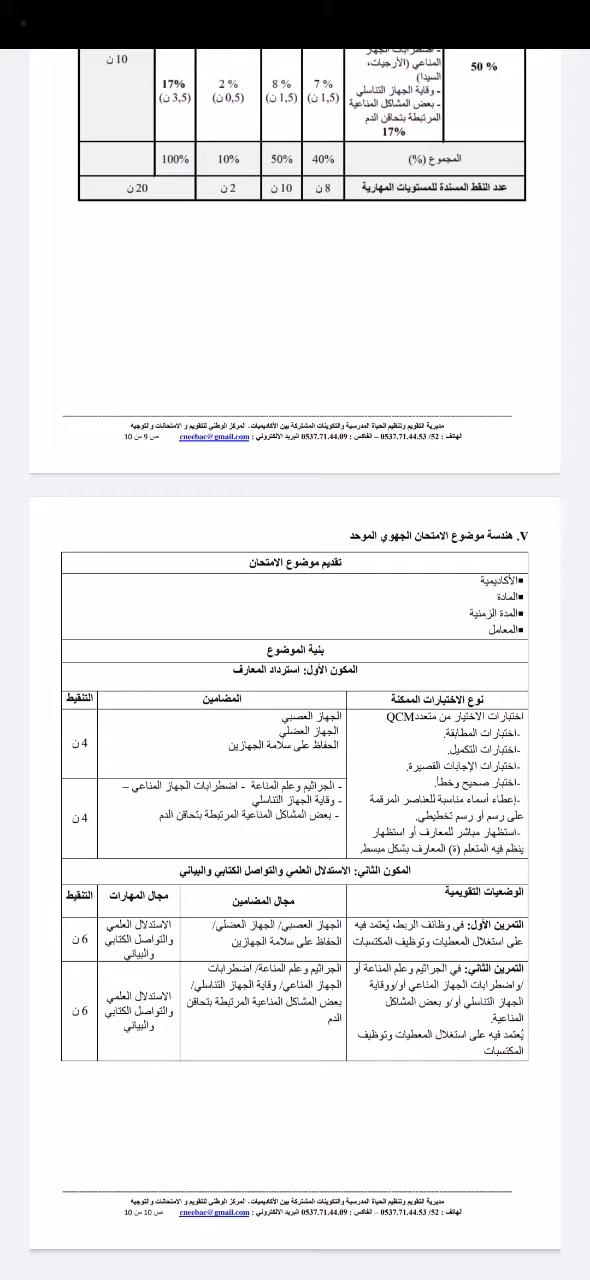 - اضطرابات الجهاز
المناعي (الأرجيات،
السيدا)
- وقاية الجهاز التناسلي
- بعض المشاكل المناعية
المرتبطة بتحاقن الدم
17%
50 %
7 %
(1,5 ن)
8 %
(1,5 ن)
2 %
(0,5 ن)
17%
(3,5 ن)
10 ن
المجموع (%)
40%
50%
10%
100%
عدد النقط المسندة للمستويات المهارية
8 ن
10 ن
2 ن
20 ن
مديرية التقويم وتنظيم الحياة المدرسية والتكوينات المشتركة بين الأكاديميات، المركز الوطني للتقويم و الامتحانات والتوجيه
الهاتف : 52/ 0537.71.44.53 – الفاكس : 0537.71.44.09 البريد الالكتروني : cneebac@gmail.com ص 9 من 10
V. هندسة موضوع الامتحان الجهوي الموحد
تقديم موضوع الامتحان
■الأكاديمية
■المادة
■المدة الزمنية
■المعامل
بنية الموضوع
المكون الأول: استرداد المعارف
نوع الاختبارات الممكنة
المضامين
التنقيط
اختبارات الاختيار من متعددQCM
-اختبارات المطابقة.
-اختبارات التكميل.
-اختبارات الإجابات القصيرة.
-اختبار صحيح وخطأ.
-إعطاء أسماء مناسبة للعناصر المرقمة
على رسم أو رسم تخطيطي.
-استظهار مباشر للمعارف أو استظهار
ينظم فيه المتعلم (ة) المعارف بشكل مبسط.
الجهاز العصبي
الجهاز العضلي
الحفاظ على سلامة الجهازين
4 ن
- الجراثيم وعلم المناعة - اضطرابات الجهاز المناعي –
- وقاية الجهاز التناسلي
- بعض المشاكل المناعية المرتبطة بتحاقن الدم
4 ن
المكون الثاني: الاستدلال العلمي والتواصل الكتابي والبياني
الوضعيات التقويمية
مجال المضامين
مجال المهارات
التنقيط
التمرين الأول: في وظائف الربط، يُعتمد فيه
على استغلال المعطيات وتوظيف المكتسبات
الجهاز العصبي/ الجهاز العضلي/
الحفاظ على سلامة الجهازين
الاستدلال العلمي
والتواصل الكتابي
والبياني
6 ن
التمرين الثاني: في الجراثيم وعلم المناعة أو
/واضطرابات الجهاز المناعي أو/ووقاية
الجهاز التناسلي أو/و بعض المشاكل
المناعية.
يُعتمد فيه على استغلال المعطيات وتوظيف
المكتسبات
الجراثيم وعلم المناعة/ اضطرابات
الجهاز المناعي/ وقاية الجهاز التناسلي/
بعض المشاكل المناعية المرتبطة بتحاقن
الدم
الاستدلال العلمي
والتواصل الكتابي
والبياني
6 ن
مديرية التقويم وتنظيم الحياة المدرسية والتكوينات المشتركة بين الأكاديميات، المركز الوطني للتقويم و الامتحانات والتوجيه
الهاتف : 52/ 0537.71.44.53 – الفاكس : 0537.71.44.09 البريد الالكتروني : cneebac@gmail.com ص 10 من 10